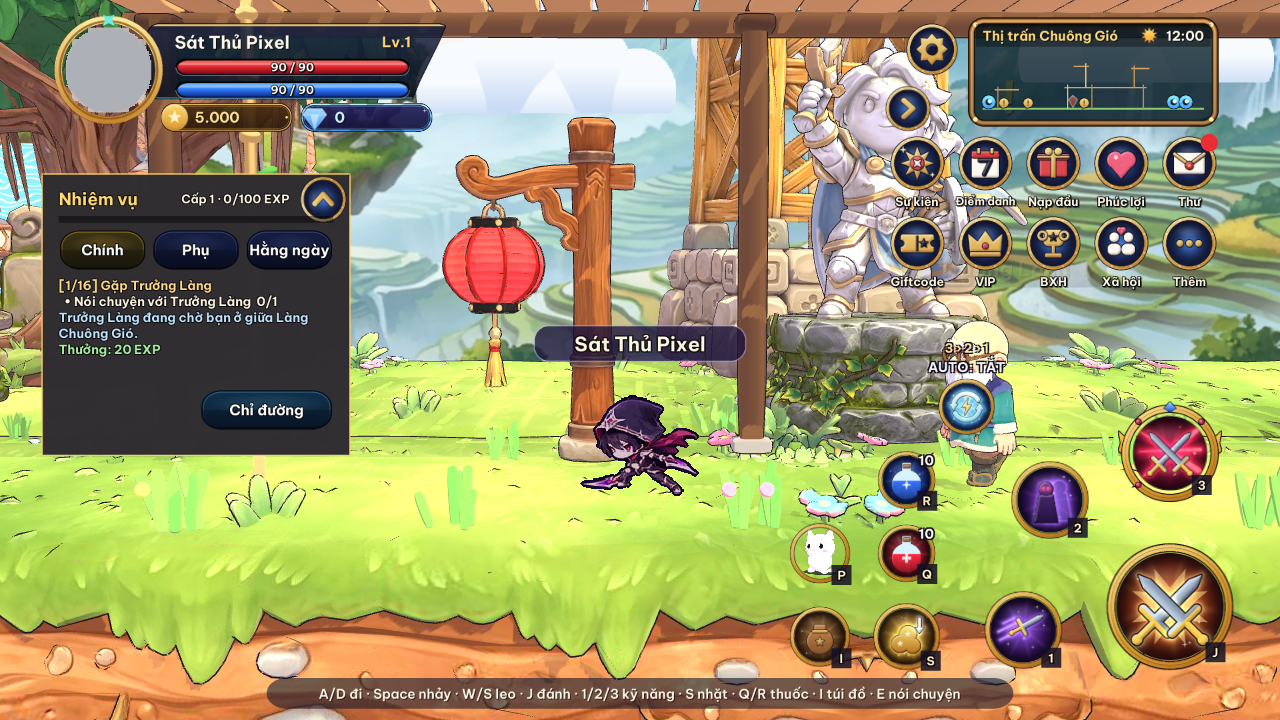 Sát Thủ Pixel Lv.1
90 / 90
90 / 90
5.000
0
Thị trấn Chuông Gió 12:00
7
Sự kiện Điểm danh Nạp đầu Phúc lợi Thư
Giftcode VIP BXH Xã hội Thêm
Nhiệm vụ Cấp 1 · 0/100 EXP
Chính Phụ Hằng ngày
[1/16] Gặp Trưởng Làng
• Nói chuyện với Trưởng Làng 0/1
Trưởng Làng đang chờ bạn ở giữa Làng
Chuông Gió.
Thưởng: 20 EXP
Chỉ đường
Sát Thủ Pixel
3>2>1
AUTO: TẮT
10
R
3
2
10
P
Q
I
S
1
J
A/D đi · Space nhảy · W/S leo · J đánh · 1/2/3 kỹ năng · S nhặt · Q/R thuốc · I túi đồ · E nói chuyện